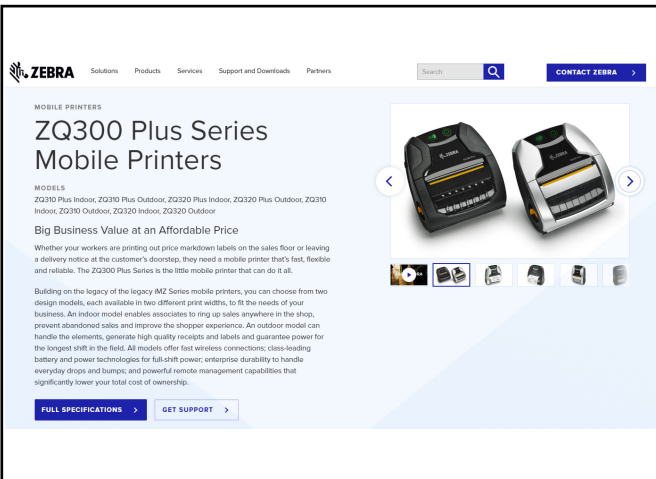 ZEBRA
Solutions
Products
Services
Support and Downloads
Partners
Search
CONTACT ZEBRA
MOBILE PRINTERS
ZQ300 Plus Series
Mobile Printers
MODELS
ZQ310 Plus Indoor, ZQ310 Plus Outdoor, ZQ320 Plus Indoor, ZQ320 Plus Outdoor, ZQ310
Indoor, ZQ310 Outdoor, ZQ320 Indoor, ZQ320 Outdoor
Big Business Value at an Affordable Price
Whether your workers are printing out price markdown labels on the sales floor or leaving
a delivery notice at the customer's doorstep, they need a mobile printer that's fast, flexible
and reliable. The ZQ300 Plus Series is the little mobile printer that can do it all.
Building on the legacy of the legacy iMZ Series mobile printers, you can choose from two
design models, each available in two different print widths, to fit the needs of your
business. An indoor model enables associates to ring up sales anywhere in the shop,
prevent abandoned sales and improve the shopper experience. An outdoor model can
handle the elements, generate high quality receipts and labels and guarantee power for
the longest shift in the field. All models offer fast wireless connections; class-leading
battery and power technologies for full-shift power; enterprise durability to handle
everyday drops and bumps; and powerful remote management capabilities that
significantly lower your total cost of ownership.
FULL SPECIFICATIONS
GET SUPPORT
ZEBRA
ZEBRA